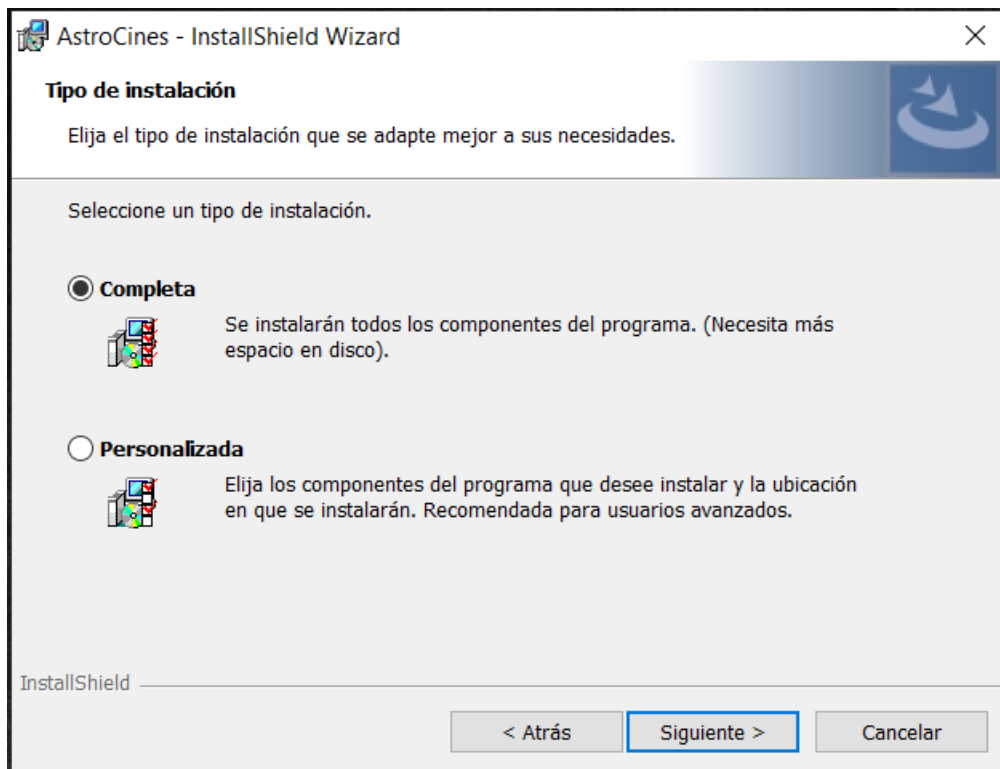 AstroCines - InstallShield Wizard
Tipo de instalación
Elija el tipo de instalación que se adapte mejor a sus necesidades.
Seleccione un tipo de instalación.
Completa
Se instalarán todos los componentes del programa. (Necesita más
espacio en disco).
Personalizada
Elija los componentes del programa que desee instalar y la ubicación
en que se instalarán. Recomendada para usuarios avanzados.
InstallShield
< Atrás
Siguiente >
Cancelar